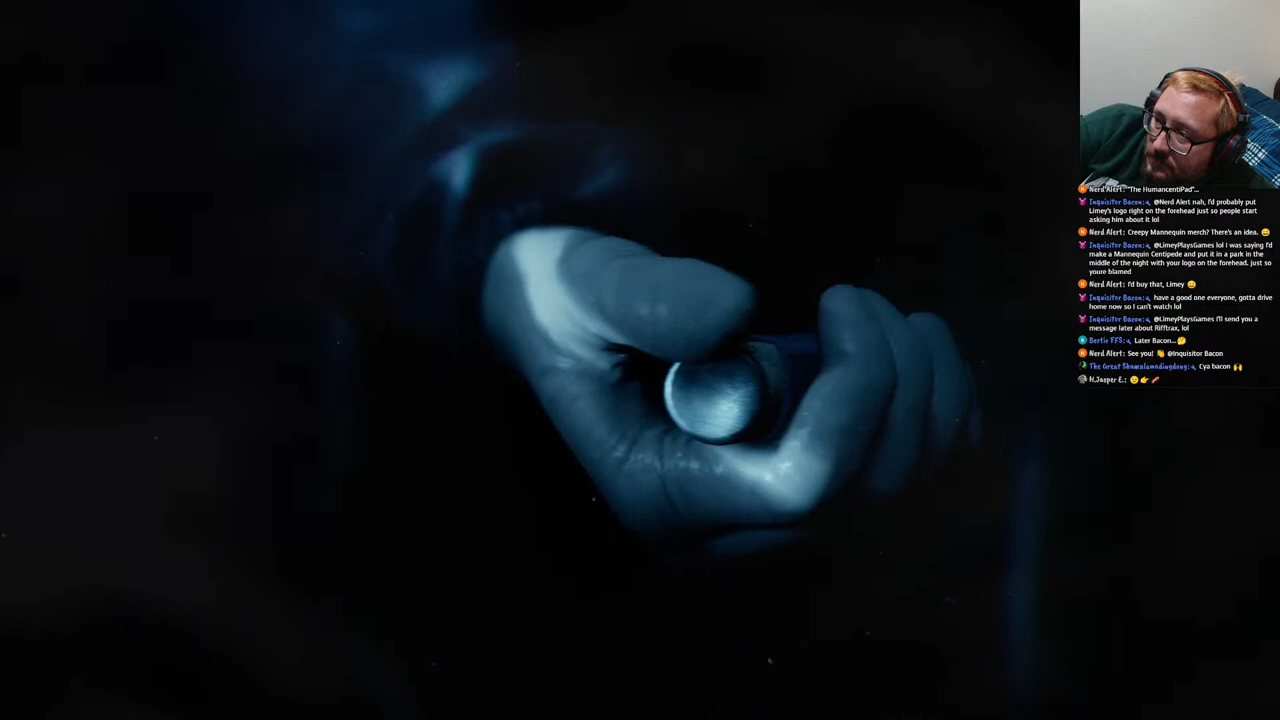 Nerd Alert: "The HumancentiPad"...
Inquisitor Bacon: @Nerd Alert nah, I'd probably put
Limey's logo right on the forehead just so people start
asking him about it lol
Nerd Alert: Creepy Mannequin merch? There's an idea. 😄
Inquisitor Bacon: @LimeyPlaysGames lol I was saying I'd
make a Mannequin Centipede and put it in a park in the
middle of the night with your logo on the forehead. just so
youre blamed
Nerd Alert: I'd buy that, Limey 😄
Inquisitor Bacon: have a good one everyone, gotta drive
home now so I can't watch lol
Inquisitor Bacon: @LimeyPlaysGames I'll send you a
message later about Rifftrax, lol
Bertie FFS: Later Bacon...🤔
Nerd Alert: See you! 👋 @Inquisitor Bacon
The Great Shamalamadingdong: Cya bacon 🙌
H.Jasper E.: 😉👉🥓